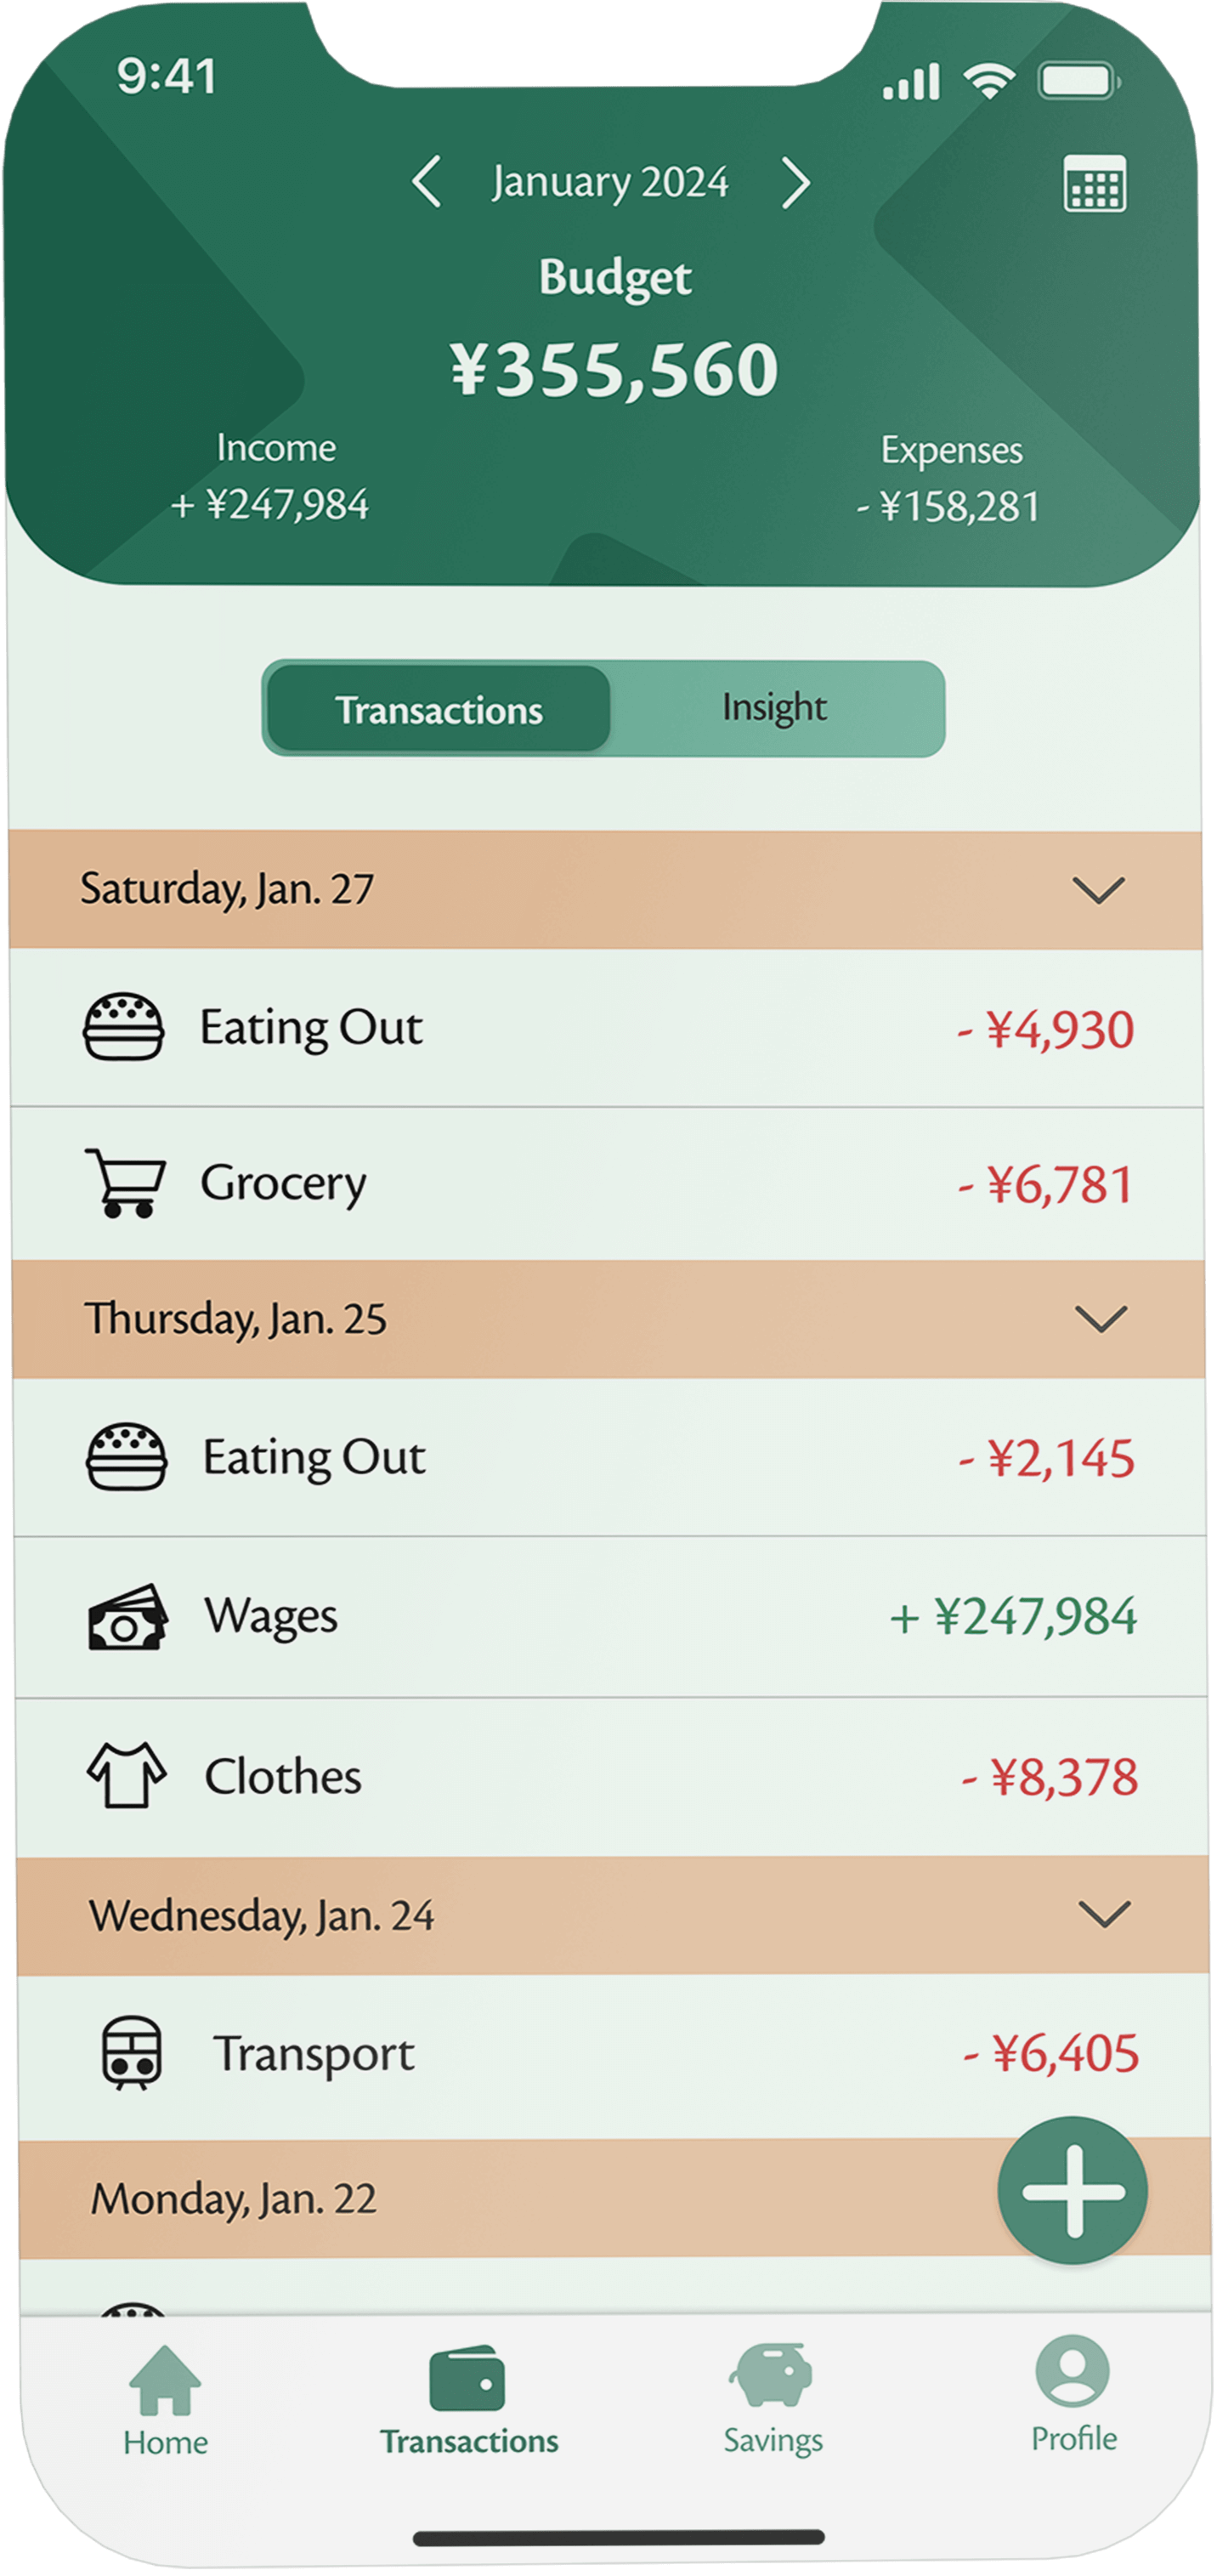 9:41
January 2024
Budget
¥355,560
Income
Expenses
+ ¥247,984
- ¥158,281
Transactions
Insight
Saturday, Jan. 27
Eating Out
- ¥4,930
Grocery
- ¥6,781
Thursday, Jan. 25
Eating Out
- ¥2,145
Wages
+ ¥247,984
Clothes
- ¥8,378
Wednesday, Jan. 24
Transport
- ¥6,405
Monday, Jan. 22
Home
Transactions
Savings
Profile